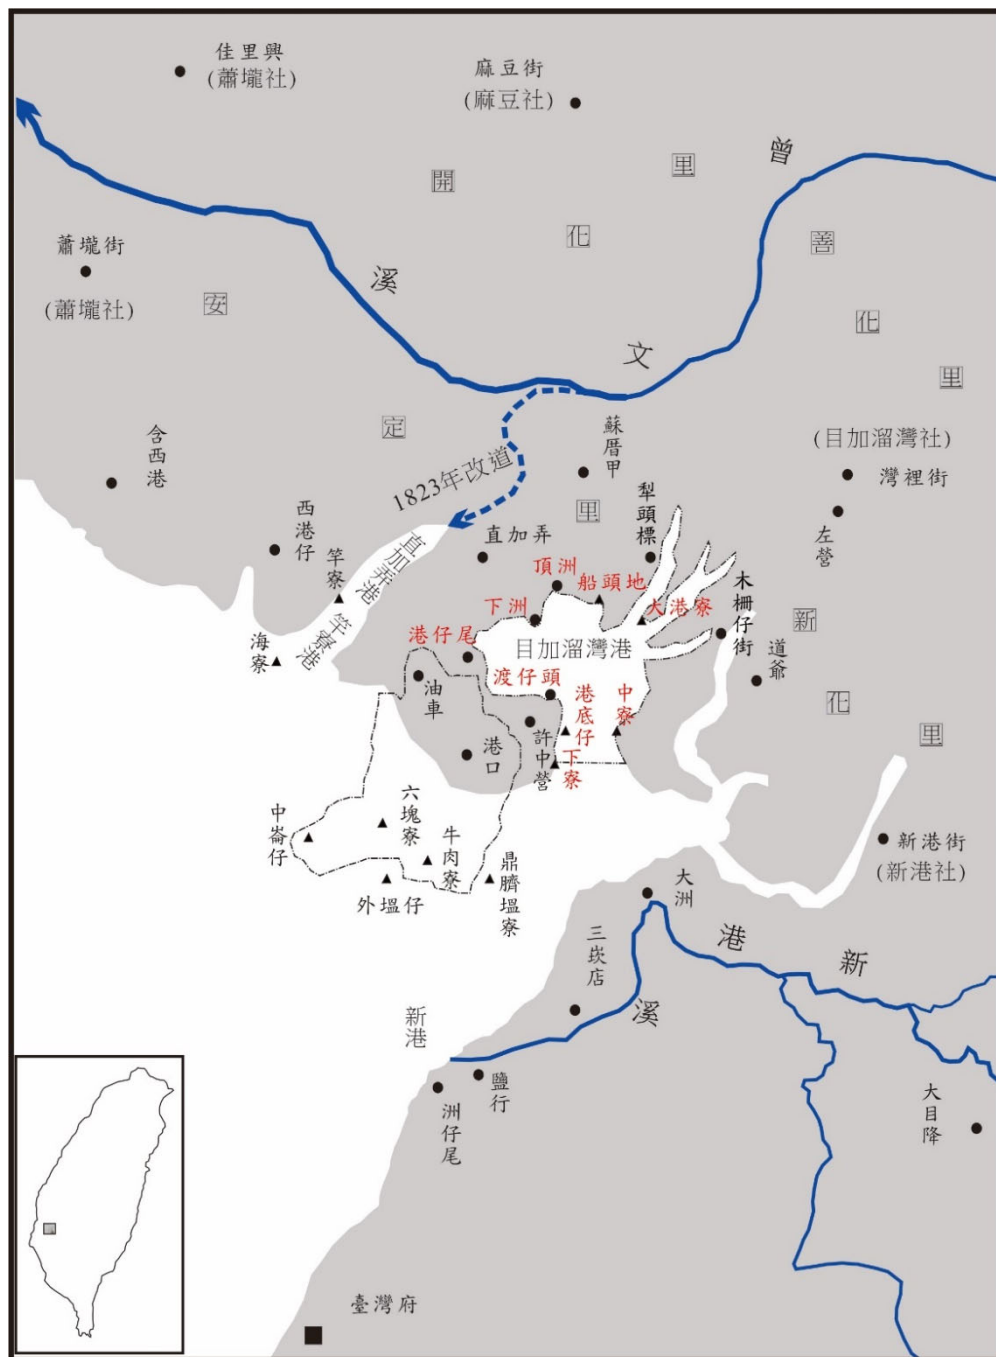 佳里興
(蕭壠社)
麻豆街
(麻豆社)
曾文溪
開化里
善化里
蕭壠街
(蕭壠社)
安定里
含西港
1823年改道
蘇厝甲
(目加溜灣社)
灣裡街
左營
西港仔
竿寮
直加弄港
竿寮港
海寮
直加弄
犁頭標
頂洲
船頭地
下洲
大港寮
木柵仔街
道爺
新化里
港仔尾
目加溜灣港
油車
渡仔頭
港底仔
中寮
港口
許中營
下寮
中崙仔
六塊寮
牛肉寮
外塭仔
鼎臍塭寮
新港街
(新港社)
大洲
新港溪
三崁店
新港
鹽行
洲仔尾
大目降
臺灣府